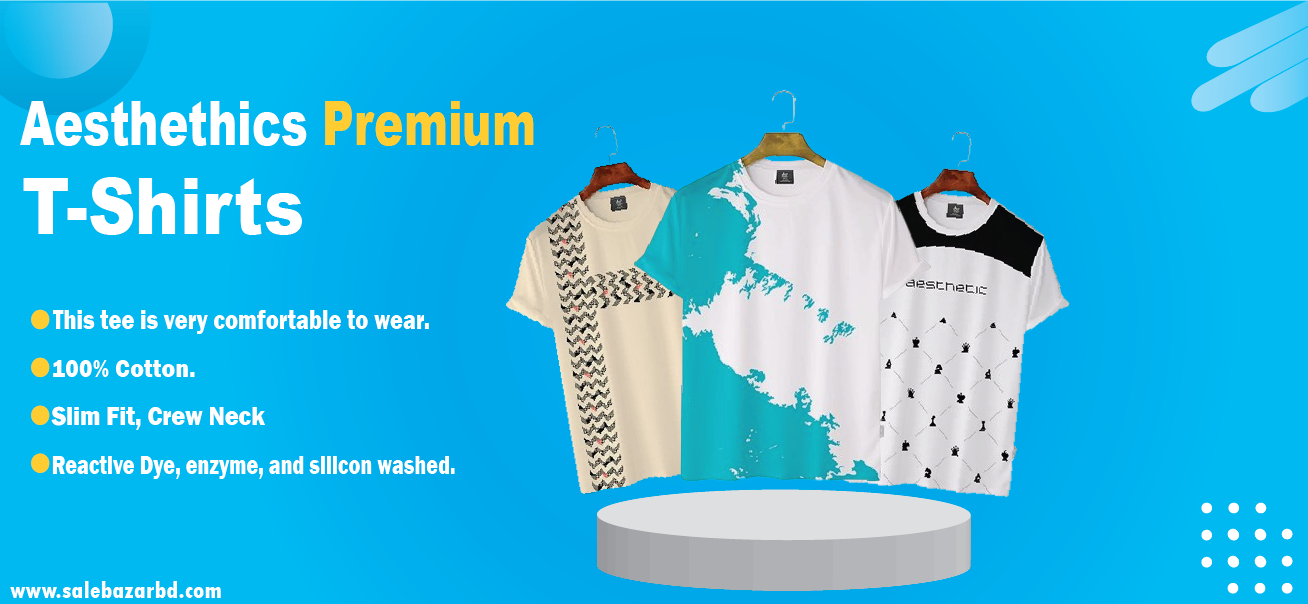 Aesthethics Premium
T-Shirts
This tee is very comfortable to wear.
100% Cotton.
Slim Fit, Crew Neck
Reactive Dye, enzyme, and silicon washed.
aesthetic
www.salebazarbd.com